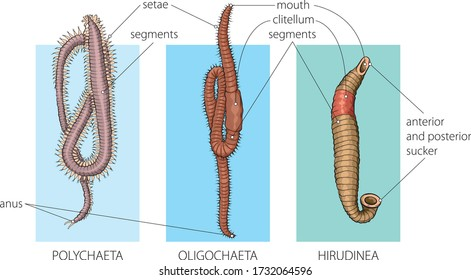 setae
mouth
clitellum
segments
segments
anterior
and posterior
sucker
anus
POLYCHAETA
OLIGOCHAETA
HIRUDINEA
shutterstock.com · 1732064596